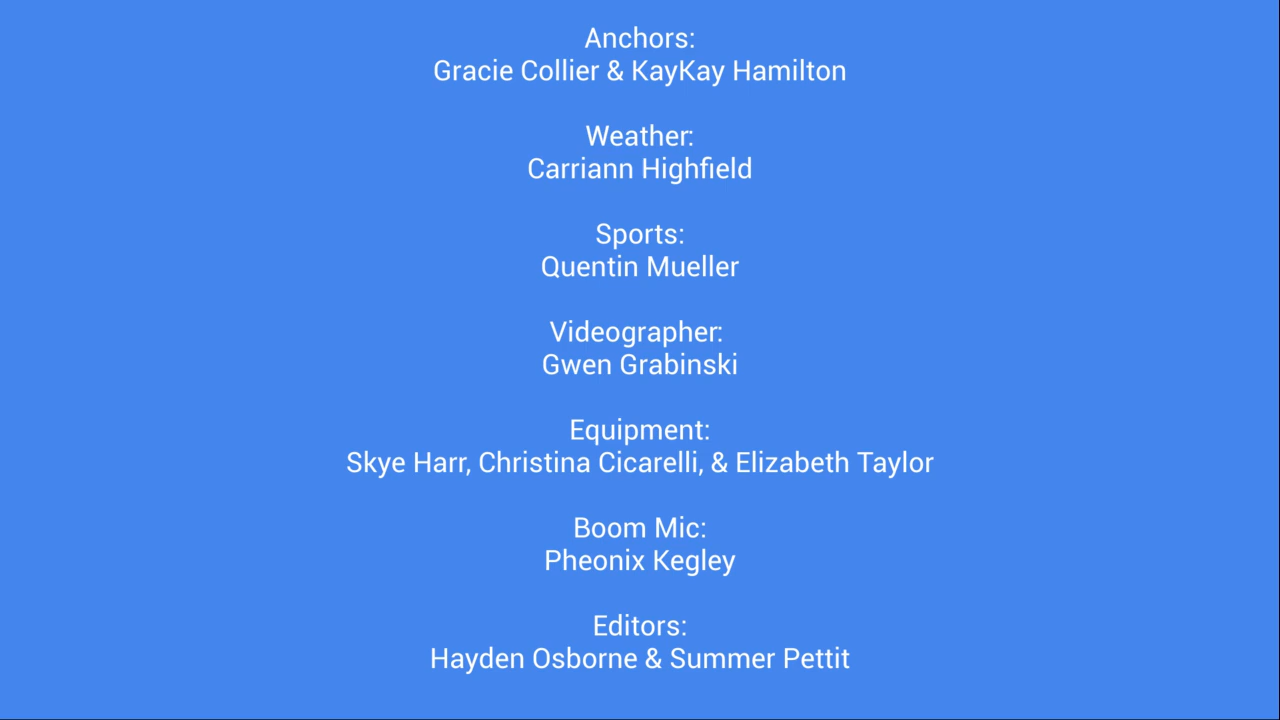 Anchors:
Gracie Collier & KayKay Hamilton
Weather:
Carriann Highfield
Sports:
Quentin Mueller
Videographer:
Gwen Grabinski
Equipment:
Skye Harr, Christina Cicarelli, & Elizabeth Taylor
Boom Mic:
Pheonix Kegley
Editors:
Hayden Osborne & Summer Pettit